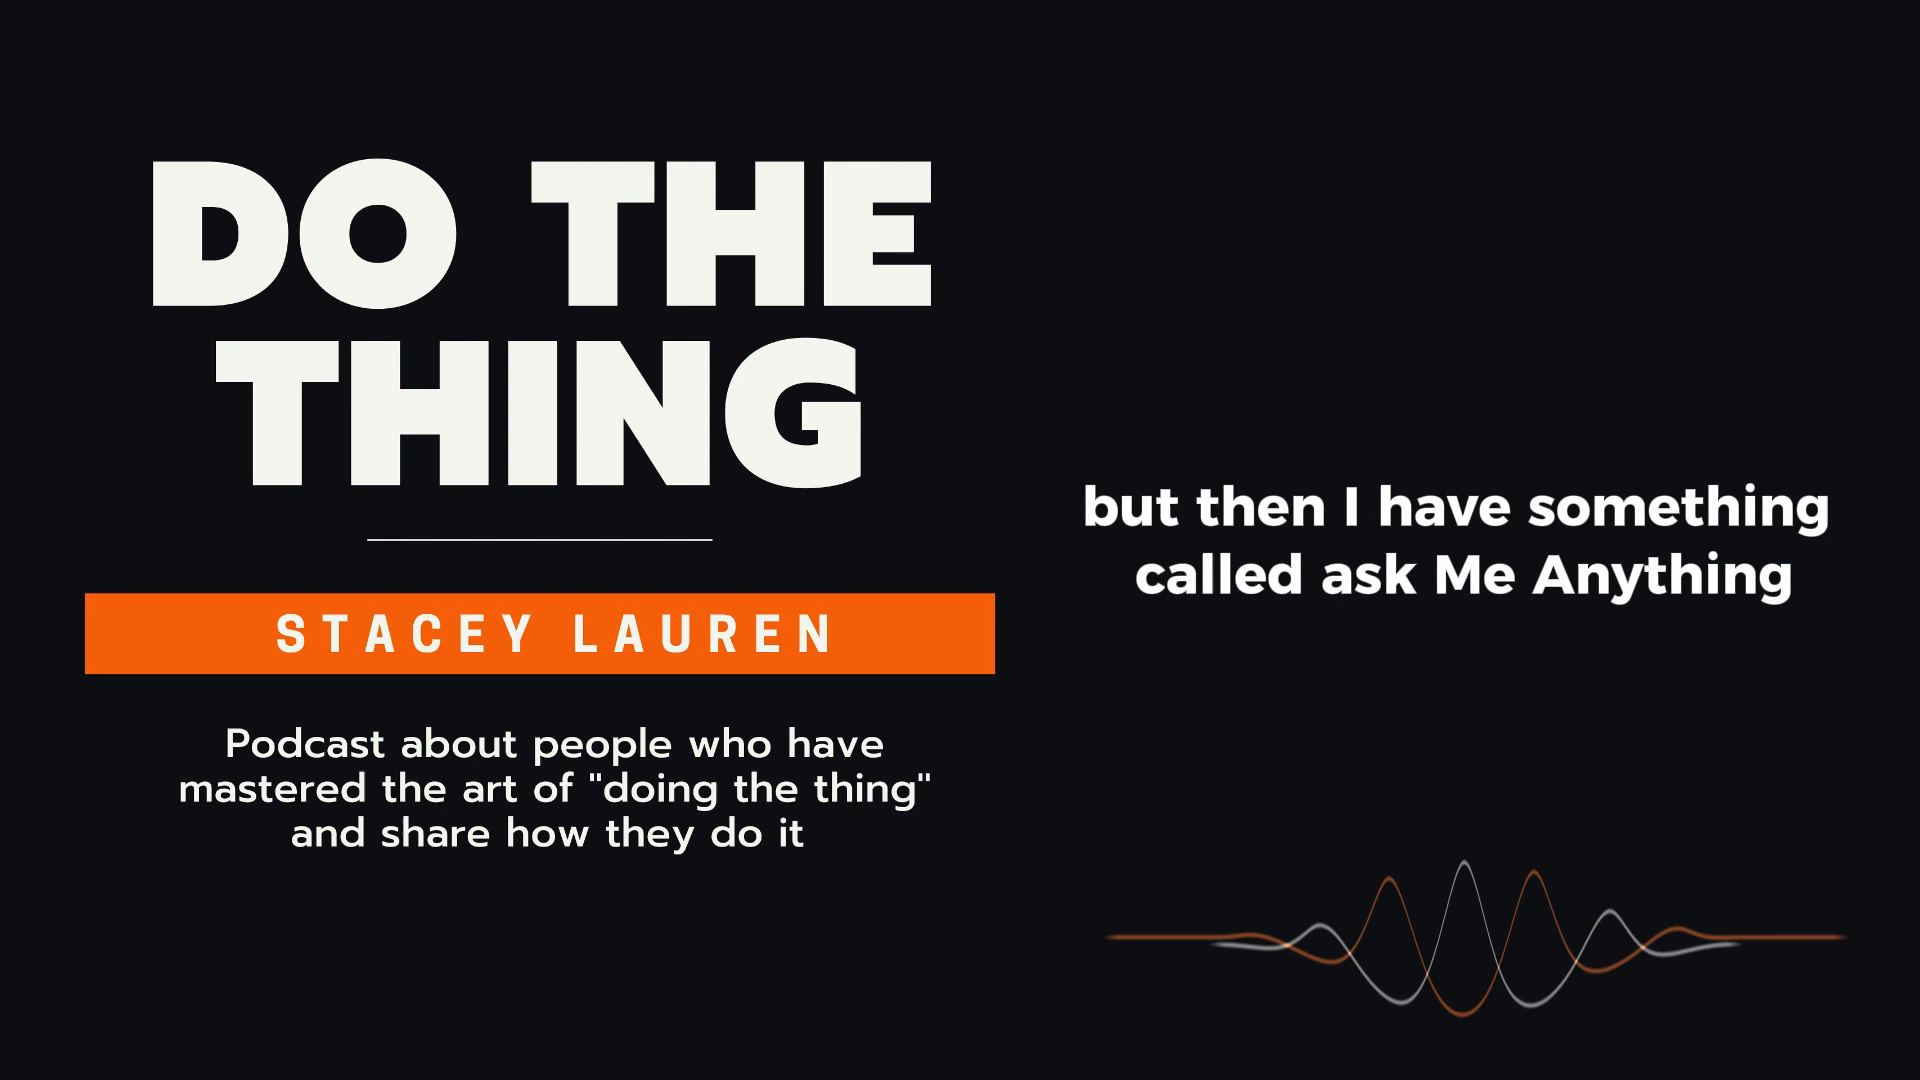 DO THE
THING
STACEY LAUREN
Podcast about people who have
mastered the art of "doing the thing"
and share how they do it
but then I have something
called ask Me Anything